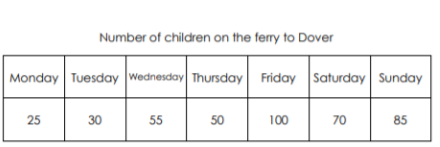 Number of children on the ferry to Dover
Monday Tuesday Wednesday Thursday Friday Saturday Sunday
25 30 55 50 100 70 85